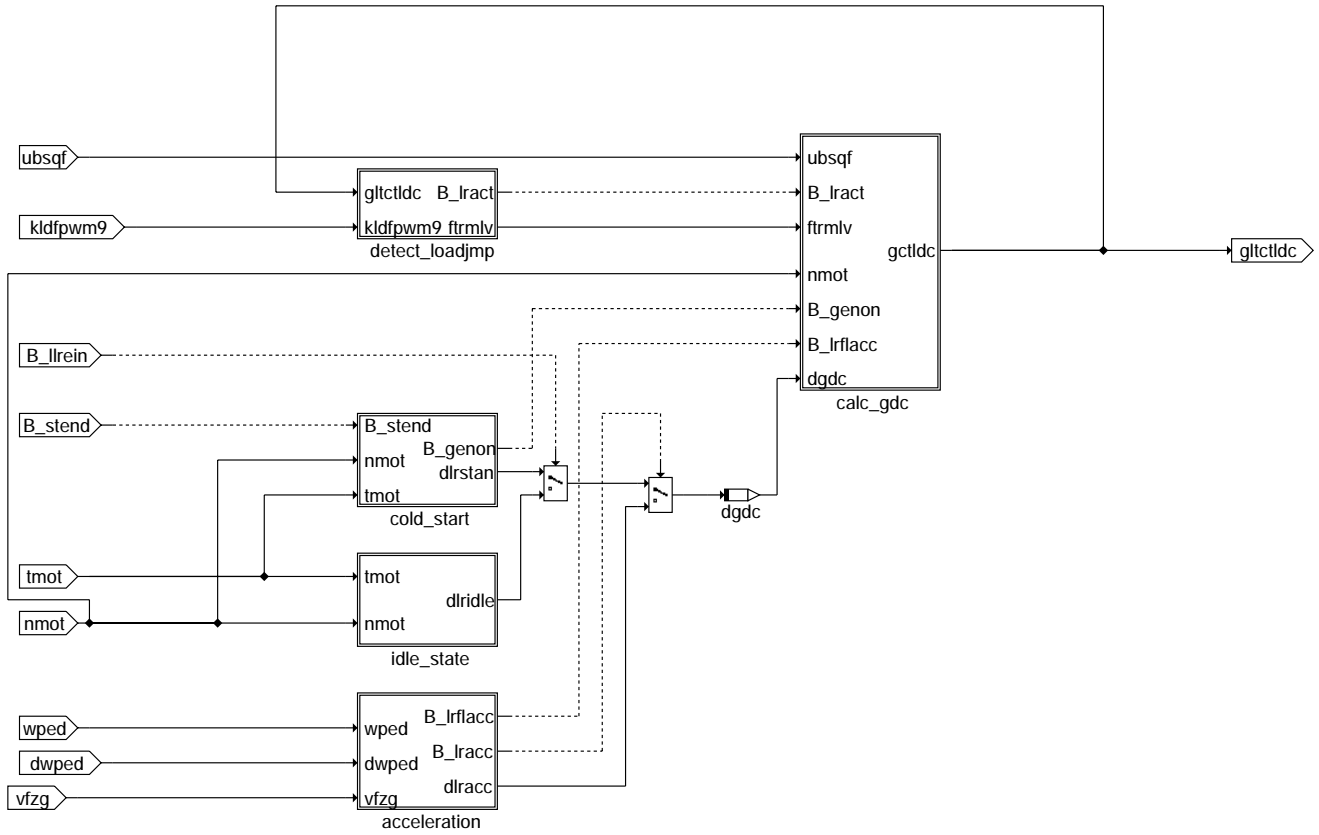 ubsqf
kldfpwm9
gltctldc B_lract
kldfpwm9 ftrmlv
detect_loadjmp
ubsqf
B_lract
ftrmlv
nmot
B_genon
B_lrflacc
dgdc
gctldc
calc_gdc
gltctldc
B_llrein
B_stend
B_stend
B_genon
nmot
dlrstan
tmot
cold_start
dgdc
tmot
nmot
tmot
dlridle
nmot
idle_state
wped
dwped
vfzg
B_lrflacc
wped
B_lracc
dwped
dlracc
vfzg
acceleration